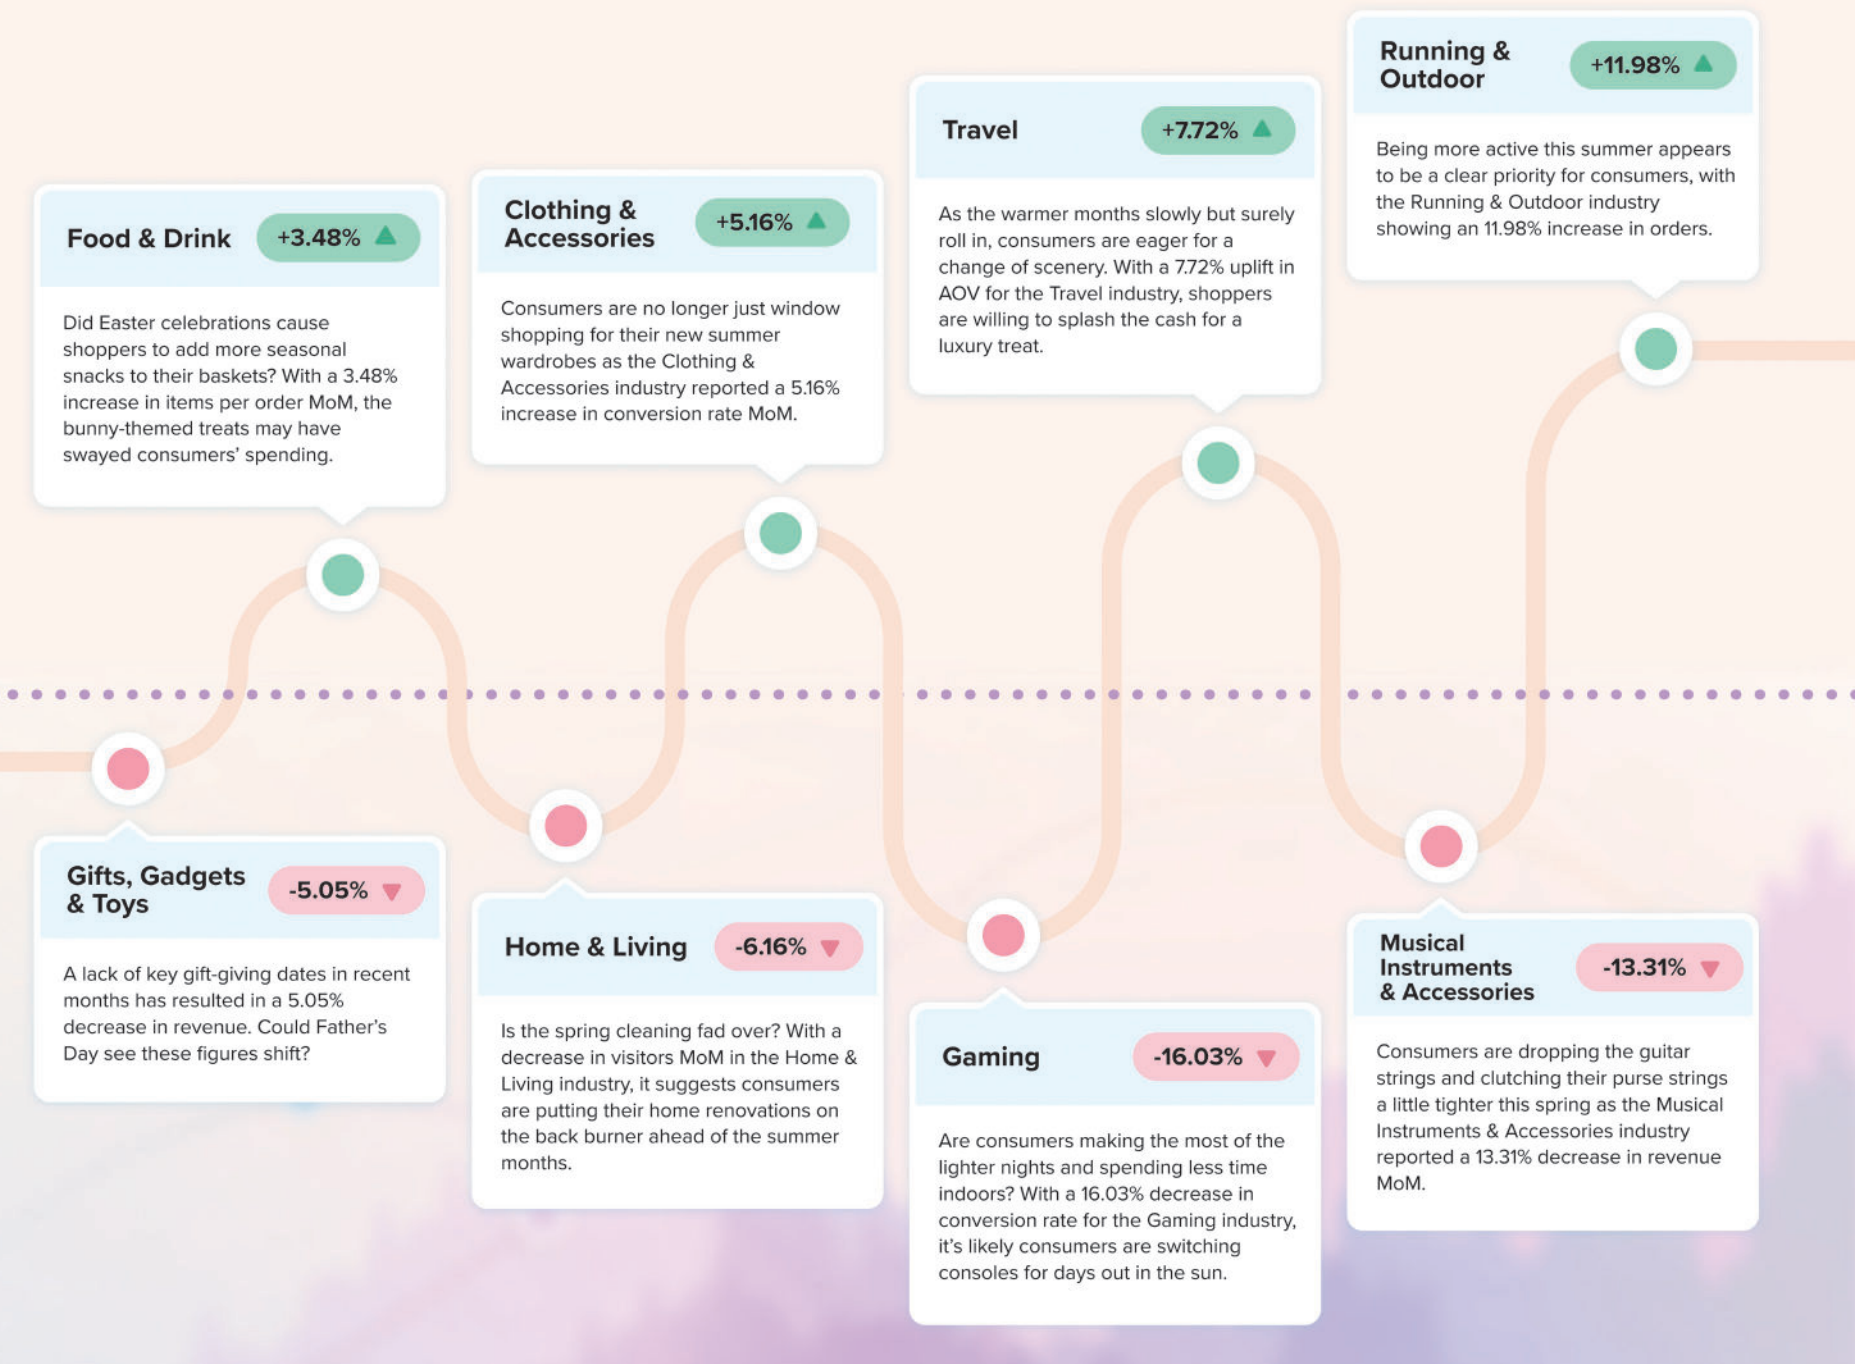 Food & Drink
+3.48%
Did Easter celebrations cause
shoppers to add more seasonal
snacks to their baskets? With a 3.48%
increase in items per order MoM, the
bunny-themed treats may have
swayed consumers' spending.
Clothing &
Accessories
+5.16%
Consumers are no longer just window
shopping for their new summer
wardrobes as the Clothing &
Accessories industry reported a 5.16%
increase in conversion rate MoM.
Travel
+7.72%
As the warmer months slowly but surely
roll in, consumers are eager for a
change of scenery. With a 7.72% uplift in
AOV for the Travel industry, shoppers
are willing to splash the cash for a
luxury treat.
Running &
Outdoor
+11.98%
Being more active this summer appears
to be a clear priority for consumers, with
the Running & Outdoor industry
showing an 11.98% increase in orders.
Gifts, Gadgets
& Toys
-5.05%
A lack of key gift-giving dates in recent
months has resulted in a 5.05%
decrease in revenue. Could Father's
Day see these figures shift?
Home & Living
-6.16%
Is the spring cleaning fad over? With a
decrease in visitors MoM in the Home &
Living industry, it suggests consumers
are putting their home renovations on
the back burner ahead of the summer
months.
Gaming
-16.03%
Are consumers making the most of the
lighter nights and spending less time
indoors? With a 16.03% decrease in
conversion rate for the Gaming industry,
it's likely consumers are switching
consoles for days out in the sun.
Musical
Instruments
& Accessories
-13.31%
Consumers are dropping the guitar
strings and clutching their purse strings
a little tighter this spring as the Musical
Instruments & Accessories industry
reported a 13.31% decrease in revenue
MoM.